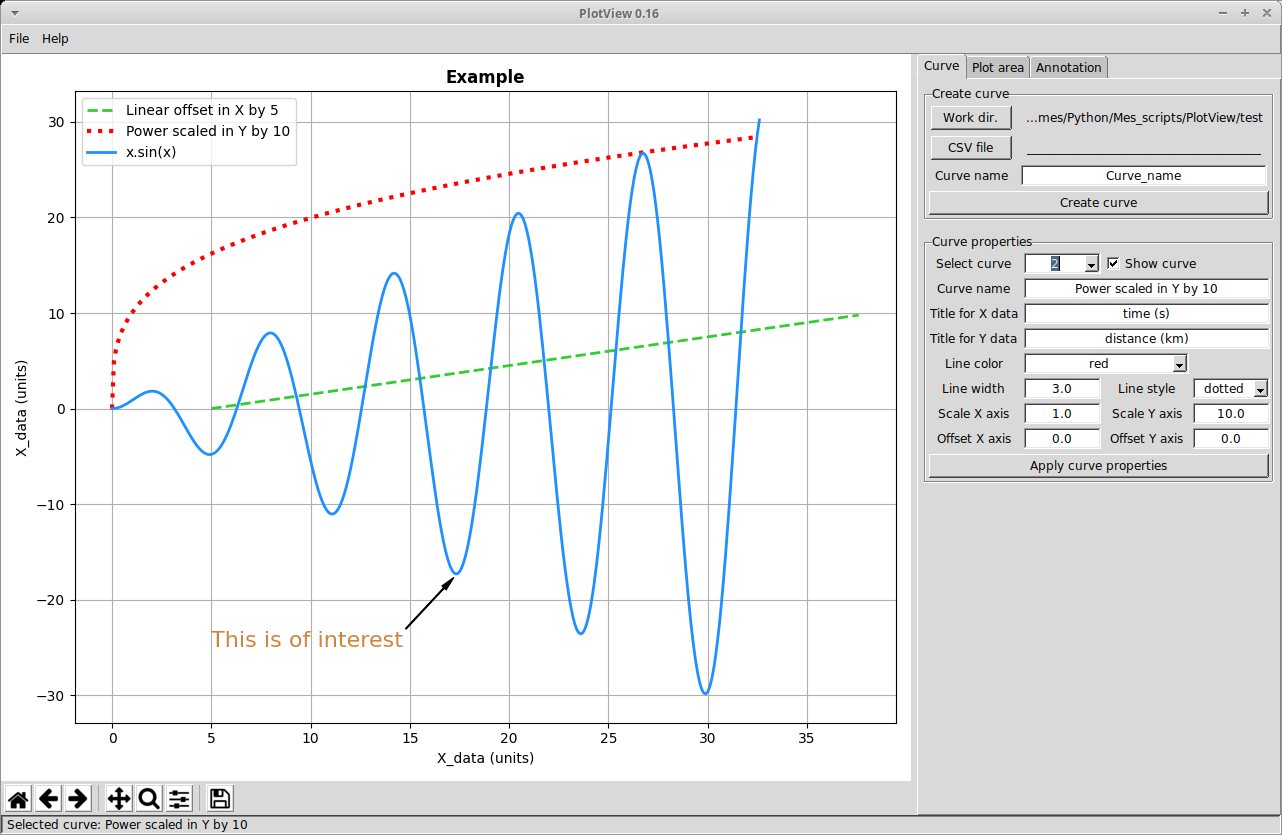 PlotView 0.16
File Help
Example
Linear offset in X by 5
Power scaled in Y by 10
x.sin(x)
30
20
10
0
−10
−20
−30
X_data (units)
This is of interest
0 5 10 15 20 25 30 35
X_data (units)
Curve Plot area Annotation
Create curve
Work dir. ...mes/Python/Mes_scripts/PlotView/test
CSV file
Curve name Curve_name
Create curve
Curve properties
Select curve 2 Show curve
Curve name Power scaled in Y by 10
Title for X data time (s)
Title for Y data distance (km)
Line color red
Line width 3.0 Line style dotted
Scale X axis 1.0 Scale Y axis 10.0
Offset X axis 0.0 Offset Y axis 0.0
Apply curve properties
Selected curve: Power scaled in Y by 10